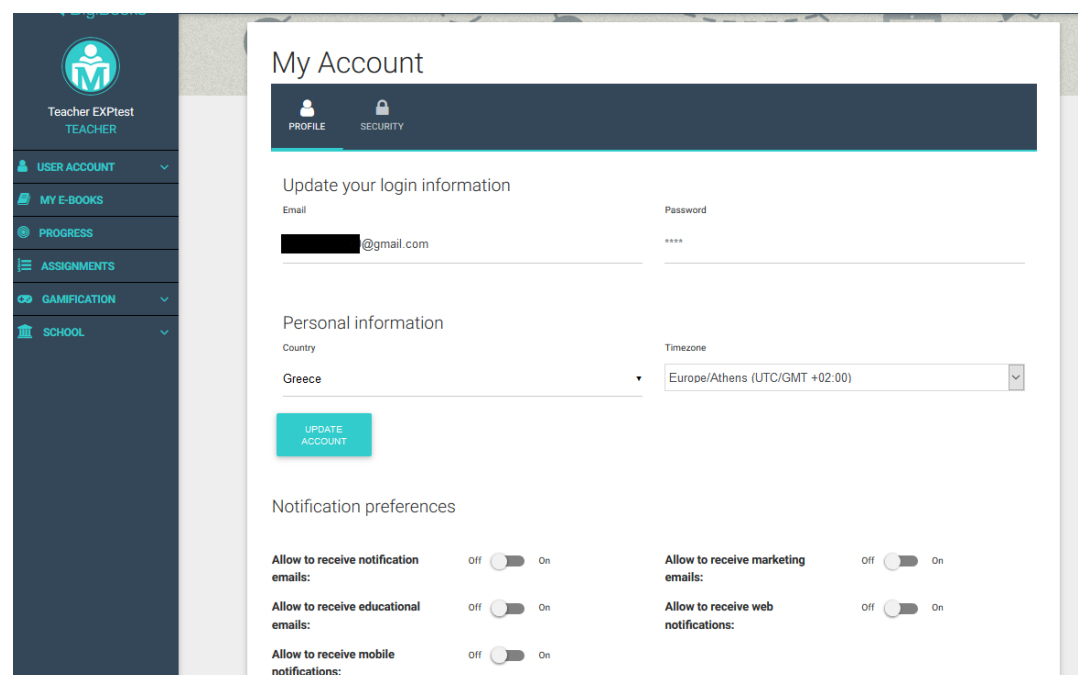 Teacher EXPtest
TEACHER
USER ACCOUNT
MY E-BOOKS
PROGRESS
ASSIGNMENTS
GAMIFICATION
SCHOOL
My Account
PROFILE SECURITY
Update your login information
Email Password
@gmail.com ****
Personal information
Country Timezone
Greece Europe/Athens (UTC/GMT +02:00)
UPDATE
ACCOUNT
Notification preferences
Allow to receive notification
emails:
Off On
Allow to receive marketing
emails:
Off On
Allow to receive educational
emails:
Off On
Allow to receive web
notifications:
Off On
Allow to receive mobile
notifications:
Off On